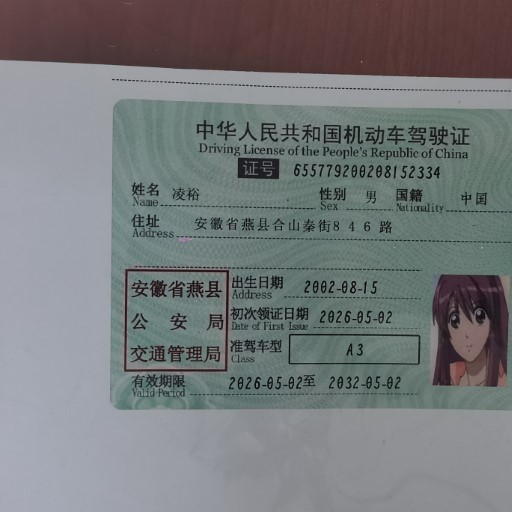 中华人民共和国机动车驾驶证
Driving License of the People's Republic of China
证号 655779200208152334
姓名 凌裕 性别 男 国籍 中国
Name Sex Nationality
住址 安徽省燕县合山秦街846路
Address
安徽省燕县 出生日期 2002-08-15
Address
公安局 初次领证日期 2026-05-02
Date of First Issue
交通管理局 准驾车型 A3
Class
有效期限 2026-05-02至 2032-05-02
Valid Period